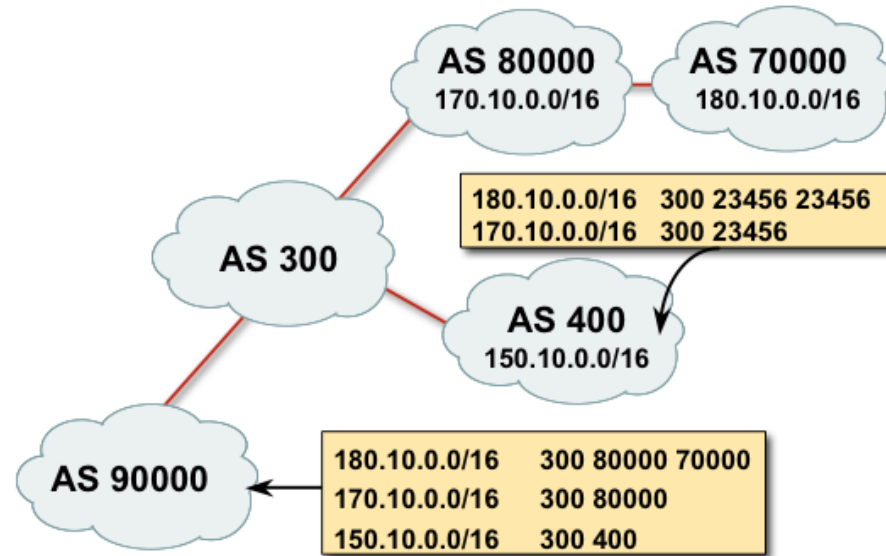 AS 80000
170.10.0.0/16
AS 70000
180.10.0.0/16
180.10.0.0/16 300 23456 23456
170.10.0.0/16 300 23456
AS 300
AS 400
150.10.0.0/16
AS 90000
180.10.0.0/16 300 80000 70000
170.10.0.0/16 300 80000
150.10.0.0/16 300 400